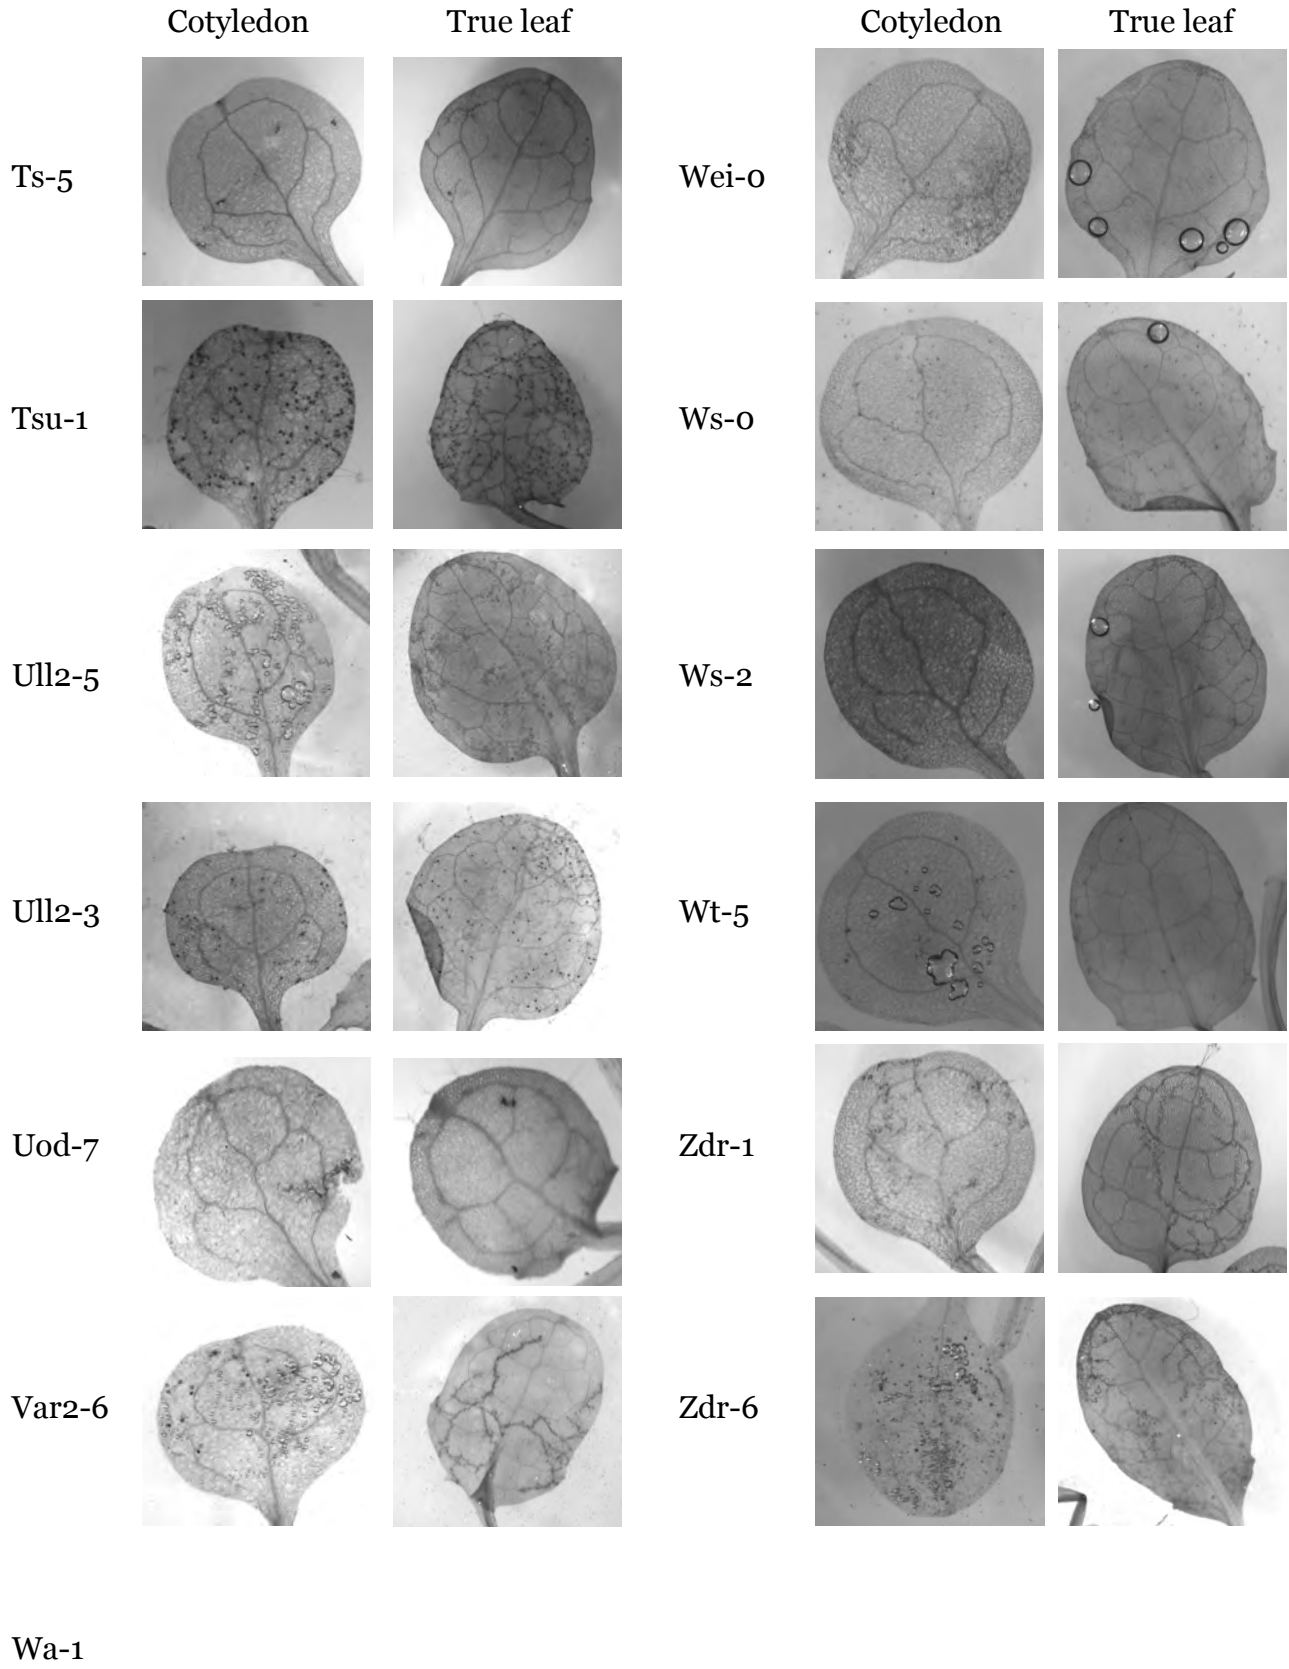 Cotyledon True leaf Cotyledon True leaf
Ts-5 Wei-0
Tsu-1 Ws-0
Ull2-5 Ws-2
Ull2-3 Wt-5
Uod-7 Zdr-1
Var2-6 Zdr-6
Wa-1